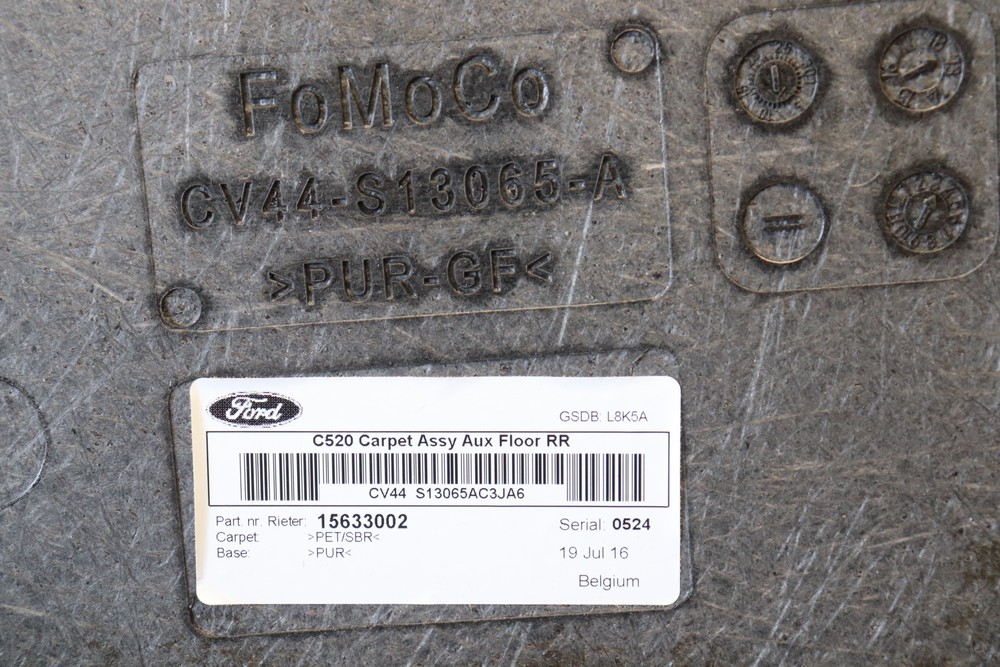 FoMoCo
CV44-S13065-A
>PUR-GF<
Ford
GSDB: L8K5A
C520 Carpet Assy Aux Floor RR
CV44 S13065AC3JA6
Part. nr. Rieter: 15633002
Serial: 0524
Carpet: >PET/SBR<
Base: >PUR<
19 Jul 16
Belgium